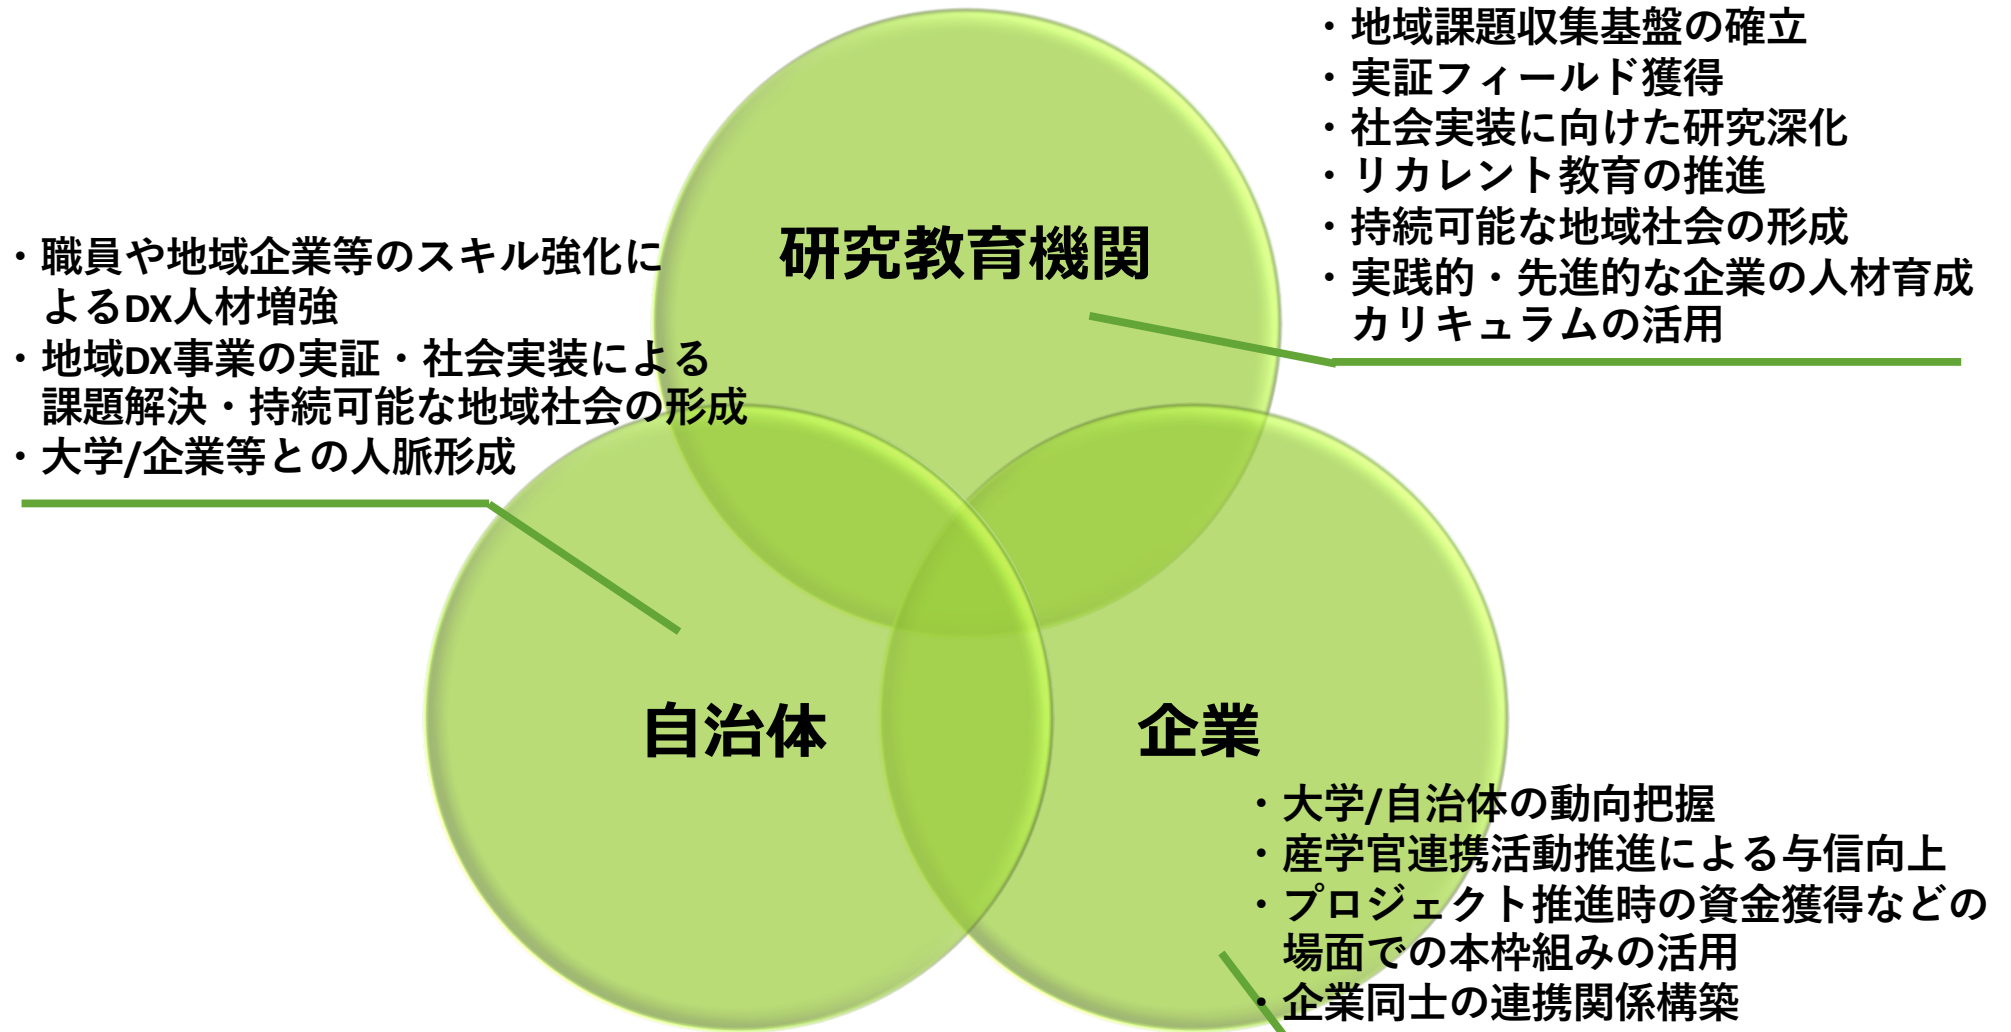 ・地域課題収集基盤の確立
・実証フィールド獲得
・社会実装に向けた研究深化
・リカレント教育の推進
・持続可能な地域社会の形成
・実践的・先進的な企業の人材育成
カリキュラムの活用
研究教育機関
・職員や地域企業等のスキル強化に
よるDX人材増強
・地域DX事業の実証・社会実装による
課題解決・持続可能な地域社会の形成
・大学/企業等との人脈形成
自治体
企業
・大学/自治体の動向把握
・産学官連携活動推進による与信向上
・プロジェクト推進時の資金獲得などの
場面での本枠組みの活用
・企業同士の連携関係構築